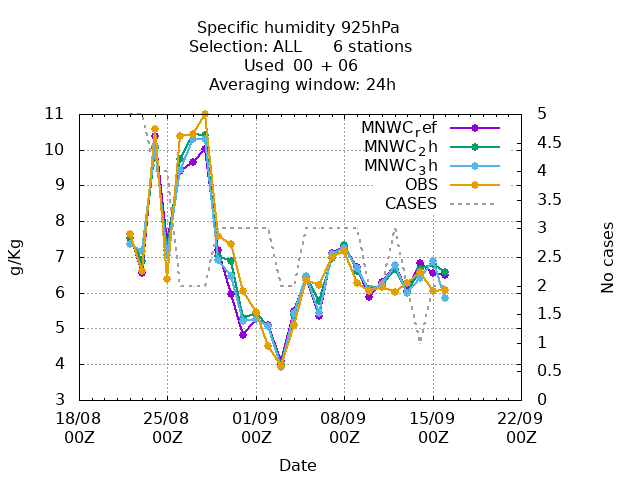 Specific humidity 925hPa
Selection: ALL 6 stations
Used 00 + 06
Averaging window: 24h
11
10
9
8
7
6
5
4
3
5
4.5
4
3.5
3
2.5
2
1.5
1
0.5
0
MNWC_ref
MNWC_2h
MNWC_3h
OBS
CASES
g/Kg
No cases
18/08 25/08 01/09 08/09 15/09 22/09
00Z 00Z 00Z 00Z 00Z 00Z
Date